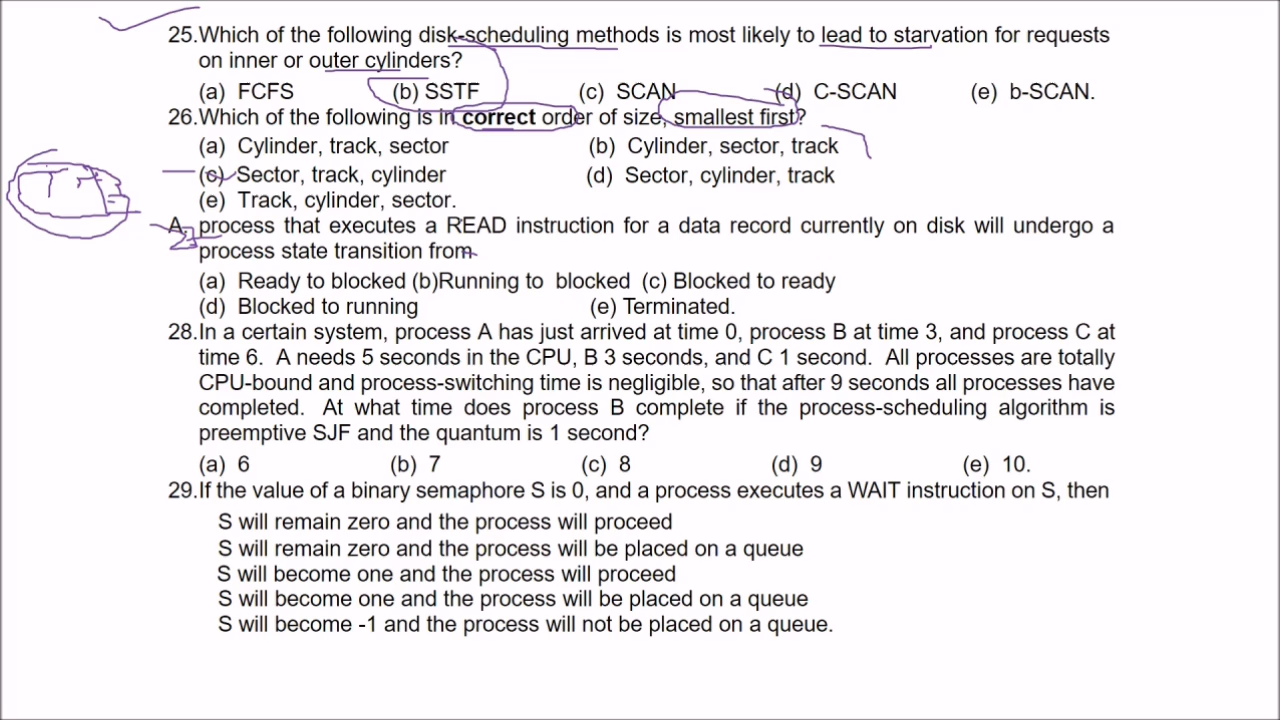 25.Which of the following disk-scheduling methods is most likely to lead to starvation for requests
on inner or outer cylinders?
(a) FCFS (b) SSTF (c) SCAN (d) C-SCAN (e) b-SCAN.
26.Which of the following is in correct order of size, smallest first?
(a) Cylinder, track, sector (b) Cylinder, sector, track
(c) Sector, track, cylinder (d) Sector, cylinder, track
(e) Track, cylinder, sector.
A process that executes a READ instruction for a data record currently on disk will undergo a
process state transition from
(a) Ready to blocked (b)Running to blocked (c) Blocked to ready
(d) Blocked to running (e) Terminated.
28.In a certain system, process A has just arrived at time 0, process B at time 3, and process C at
time 6. A needs 5 seconds in the CPU, B 3 seconds, and C 1 second. All processes are totally
CPU-bound and process-switching time is negligible, so that after 9 seconds all processes have
completed. At what time does process B complete if the process-scheduling algorithm is
preemptive SJF and the quantum is 1 second?
(a) 6 (b) 7 (c) 8 (d) 9 (e) 10.
29.If the value of a binary semaphore S is 0, and a process executes a WAIT instruction on S, then
S will remain zero and the process will proceed
S will remain zero and the process will be placed on a queue
S will become one and the process will proceed
S will become one and the process will be placed on a queue
S will become -1 and the process will not be placed on a queue.